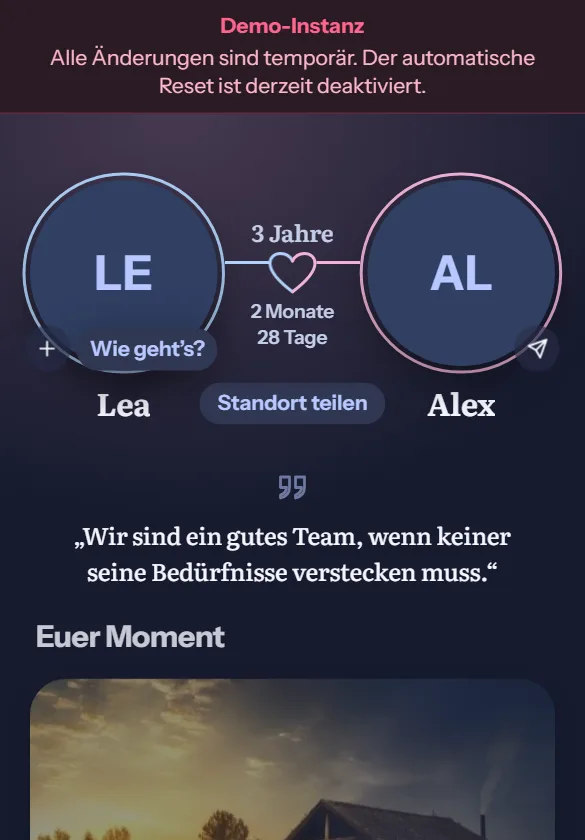 Demo-Instanz
Alle Änderungen sind temporär. Der automatische
Reset ist derzeit deaktiviert.
LE
3 Jahre
2 Monate
28 Tage
AL
Wie geht’s?
Lea
Standort teilen
Alex
„Wir sind ein gutes Team, wenn keiner
seine Bedürfnisse verstecken muss.“
Euer Moment